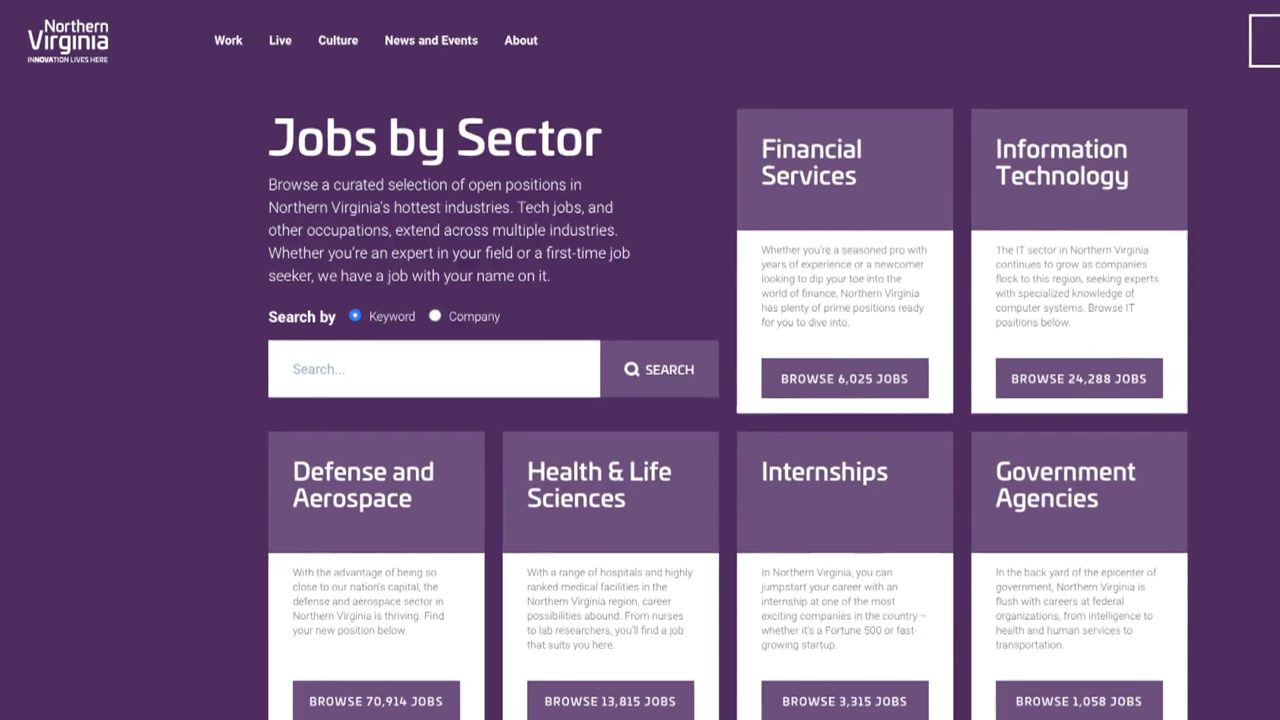 Northern
Virginia
INNOVATION LIVES HERE
Work
Live
Culture
News and Events
About
Jobs by Sector
Browse a curated selection of open positions in
Northern Virginia's hottest industries. Tech jobs, and
other occupations, extend across multiple industries.
Whether you're an expert in your field or a first-time job
seeker, we have a job with your name on it.
Search by
Keyword
Company
Search...
SEARCH
Financial
Services
Whether you're a seasoned pro with
years of experience or a newcomer
looking to dip your toe into the
world of finance, Northern Virginia
has plenty of prime positions ready
for you to dive into.
BROWSE 6,025 JOBS
Information
Technology
The IT sector in Northern Virginia
continues to grow as companies
flock to this region, seeking experts
with specialized knowledge of
computer systems. Browse IT
positions below.
BROWSE 24,288 JOBS
Defense and
Aerospace
With the advantage of being so
close to our nation's capital, the
defense and aerospace sector in
Northern Virginia is thriving. Find
your new position below.
BROWSE 70,914 JOBS
Health & Life
Sciences
With a range of hospitals and highly
ranked medical facilities in the
Northern Virginia region, career
possibilities abound. From nurses
to lab researchers, you'll find a job
that suits you here.
BROWSE 13,815 JOBS
Internships
In Northern Virginia, you can
jumpstart your career with an
internship at one of the most
exciting companies in the country –
whether it's a Fortune 500 or fast-
growing startup.
BROWSE 3,315 JOBS
Government
Agencies
In the back yard of the epicenter of
government, Northern Virginia is
flush with careers at federal
organizations, from intelligence to
health and human services to
transportation.
BROWSE 1,058 JOBS